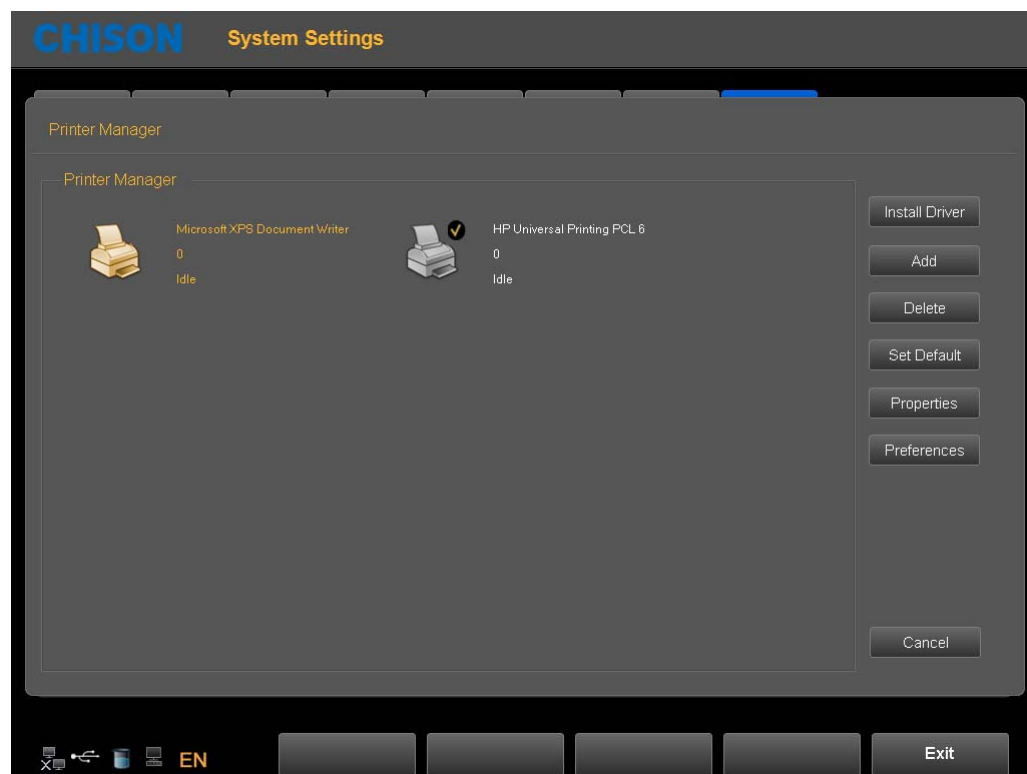 CHISON System Settings
Printer Manager
Printer Manager
Microsoft XPS Document Writer
0
Idle
HP Universal Printing PCL 6
0
Idle
Install Driver
Add
Delete
Set Default
Properties
Preferences
Cancel
EN
Exit